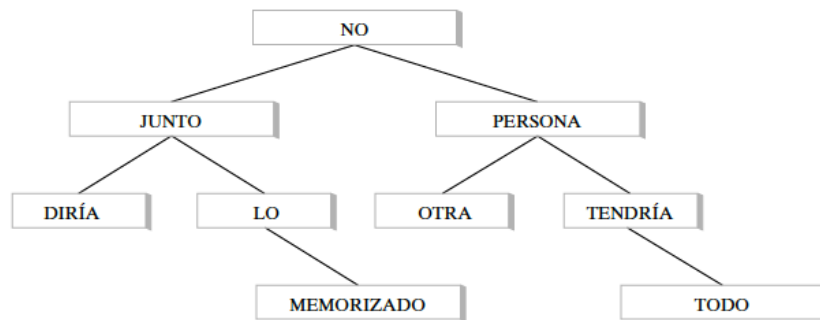 NO
JUNTO PERSONA
DIRÍA LO OTRA TENDRÍA
MEMORIZADO TODO